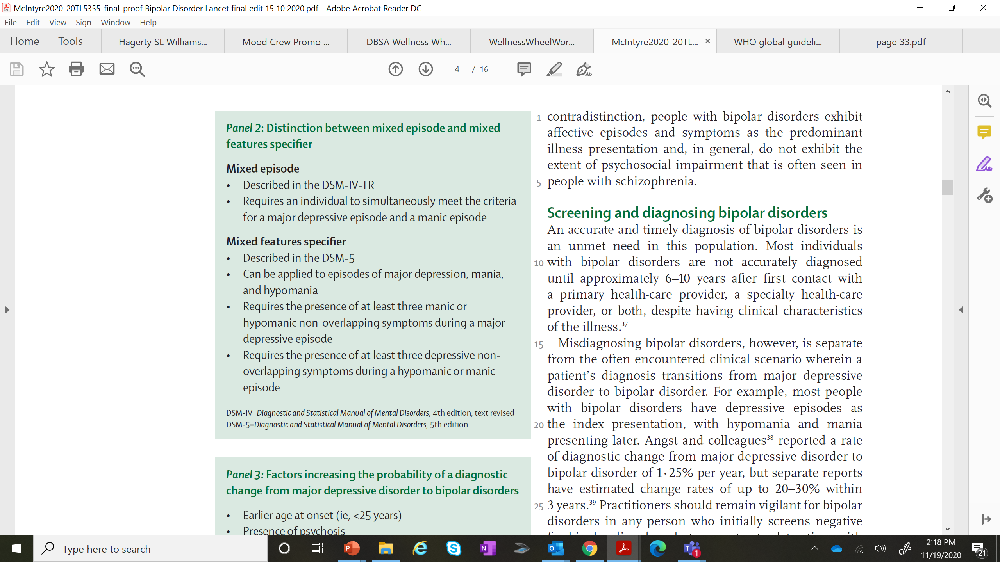 McIntyre2020_20TL5355_final_proof Bipolar Disorder Lancet final edit 15 10 2020.pdf - Adobe Acrobat Reader DC
File Edit View Sign Window Help
Home Tools Hagerty SL Williams... Mood Crew Promo ... DBSA Wellness Wh... WellnessWheelWor... McIntyre2020_20TL... × WHO global guideli... page 33.pdf
4 / 16
Panel 2: Distinction between mixed episode and mixed
features specifier
Mixed episode
• Described in the DSM-IV-TR
• Requires an individual to simultaneously meet the criteria
for a major depressive episode and a manic episode
Mixed features specifier
• Described in the DSM-5
• Can be applied to episodes of major depression, mania,
and hypomania
• Requires the presence of at least three manic or
hypomanic non-overlapping symptoms during a major
depressive episode
• Requires the presence of at least three depressive non-
overlapping symptoms during a hypomanic or manic
episode
DSM-IV=Diagnostic and Statistical Manual of Mental Disorders, 4th edition, text revised
DSM-5=Diagnostic and Statistical Manual of Mental Disorders, 5th edition
Panel 3: Factors increasing the probability of a diagnostic
change from major depressive disorder to bipolar disorders
• Earlier age at onset (ie, <25 years)
• Presence of psychosis
1 contradistinction, people with bipolar disorders exhibit
affective episodes and symptoms as the predominant
illness presentation and, in general, do not exhibit the
extent of psychosocial impairment that is often seen in
5 people with schizophrenia.
Screening and diagnosing bipolar disorders
An accurate and timely diagnosis of bipolar disorders is
an unmet need in this population. Most individuals
10 with bipolar disorders are not accurately diagnosed
until approximately 6–10 years after first contact with
a primary health-care provider, a specialty health-care
provider, or both, despite having clinical characteristics
of the illness.37
15 Misdiagnosing bipolar disorders, however, is separate
from the often encountered clinical scenario wherein a
patient’s diagnosis transitions from major depressive
disorder to bipolar disorder. For example, most people
with bipolar disorders have depressive episodes as
20 the index presentation, with hypomania and mania
presenting later. Angst and colleagues38 reported a rate
of diagnostic change from major depressive disorder to
bipolar disorder of 1·25% per year, but separate reports
have estimated change rates of up to 20–30% within
25 3 years.39 Practitioners should remain vigilant for bipolar
disorders in any person who initially screens negative
Type here to search
2:18 PM
11/19/2020
1
21